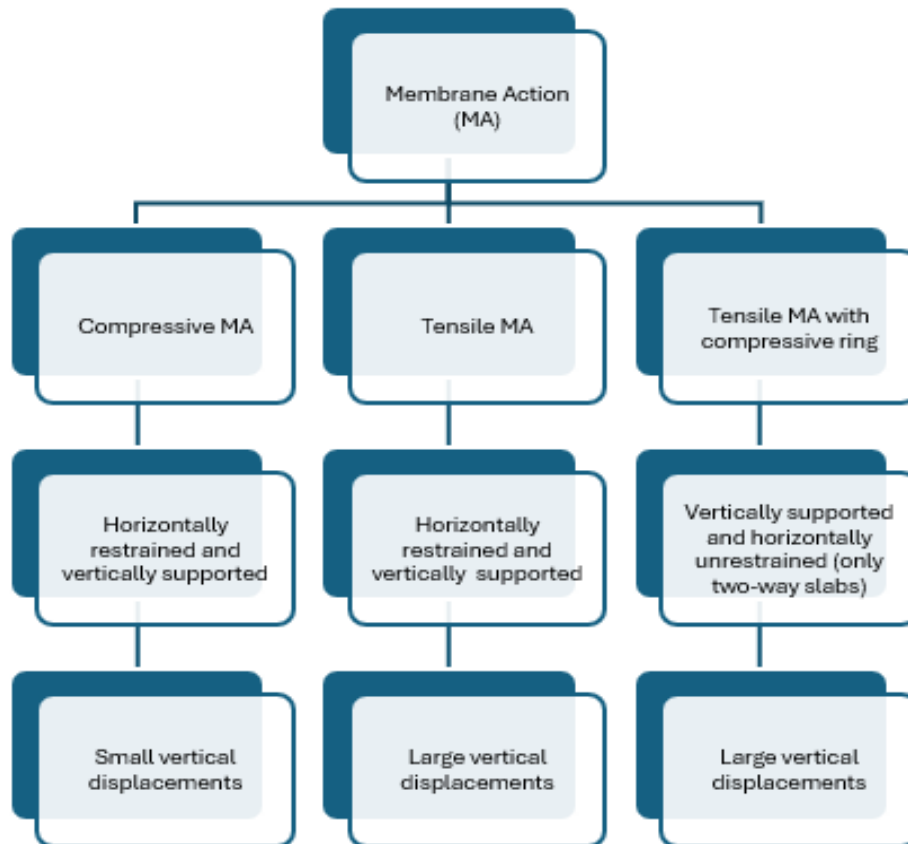 Membrane Action
(MA)
Compressive MA
Tensile MA
Tensile MA with
compressive ring
Horizontally
restrained and
vertically supported
Horizontally
restrained and
vertically  supported
Vertically supported
and horizontally
unrestrained (only
two-way slabs)
Small vertical
displacements
Large vertical
displacements
Large vertical
displacements